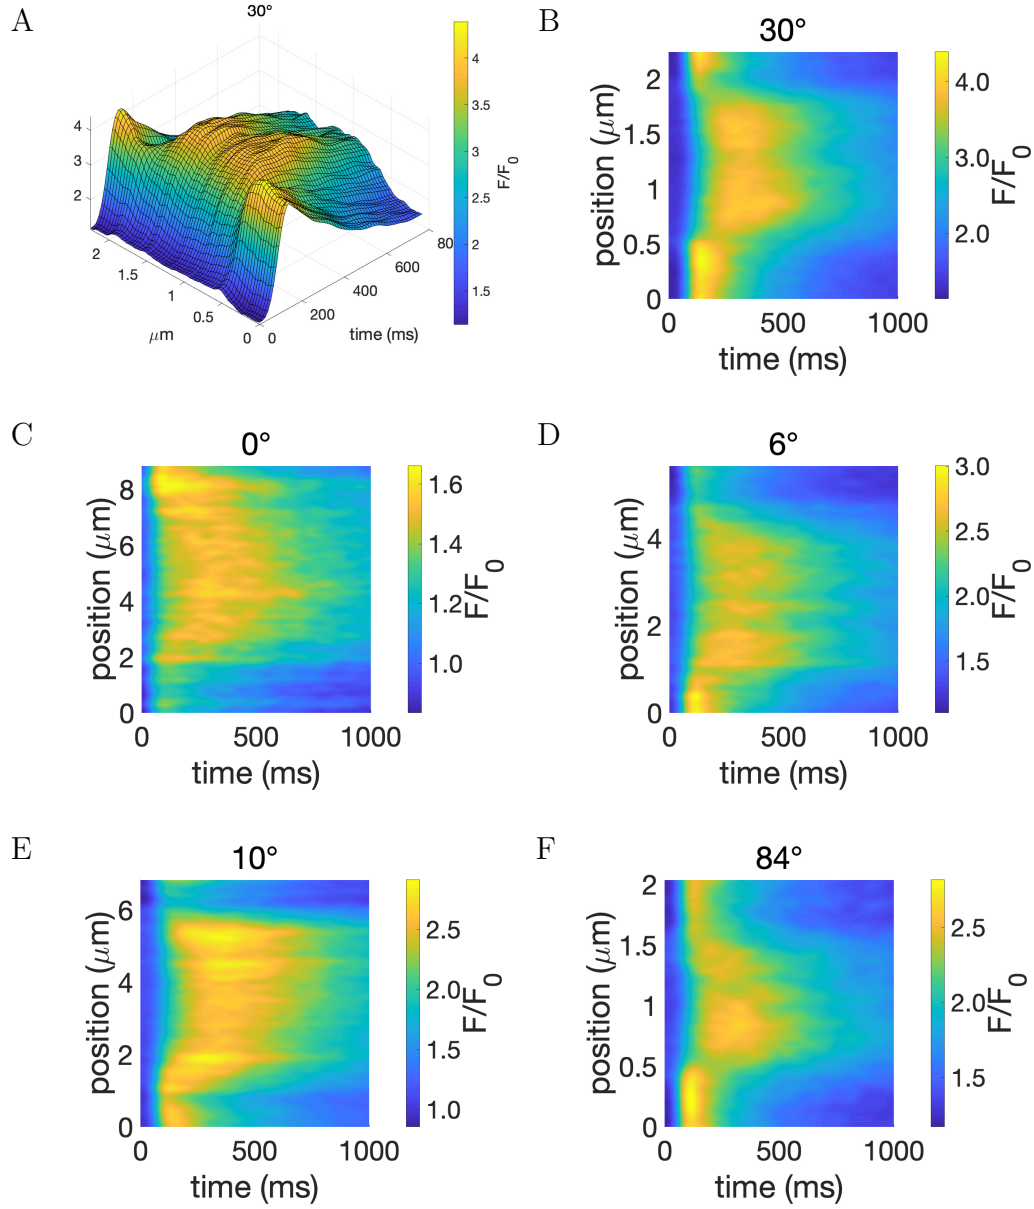 A
30°
4
3
2
2
1.5
1
0.5
0
μm
0
200
400
600
80
time (ms)
4
3.5
3
2.5
2
1.5
F/F0
B
30°
2
1.5
1
0.5
0
position (μm)
0 500 1000
time (ms)
4.0
3.0
2.0
F/F0
C
0°
8
6
4
2
0
position (μm)
0 500 1000
time (ms)
1.6
1.4
1.2
1.0
F/F0
D
6°
4
2
0
position (μm)
0 500 1000
time (ms)
3.0
2.5
2.0
1.5
F/F0
E
10°
6
4
2
0
position (μm)
0 500 1000
time (ms)
2.5
2.0
1.5
1.0
F/F0
F
84°
2
1.5
1
0.5
0
position (μm)
0 500 1000
time (ms)
2.5
2.0
1.5
F/F0